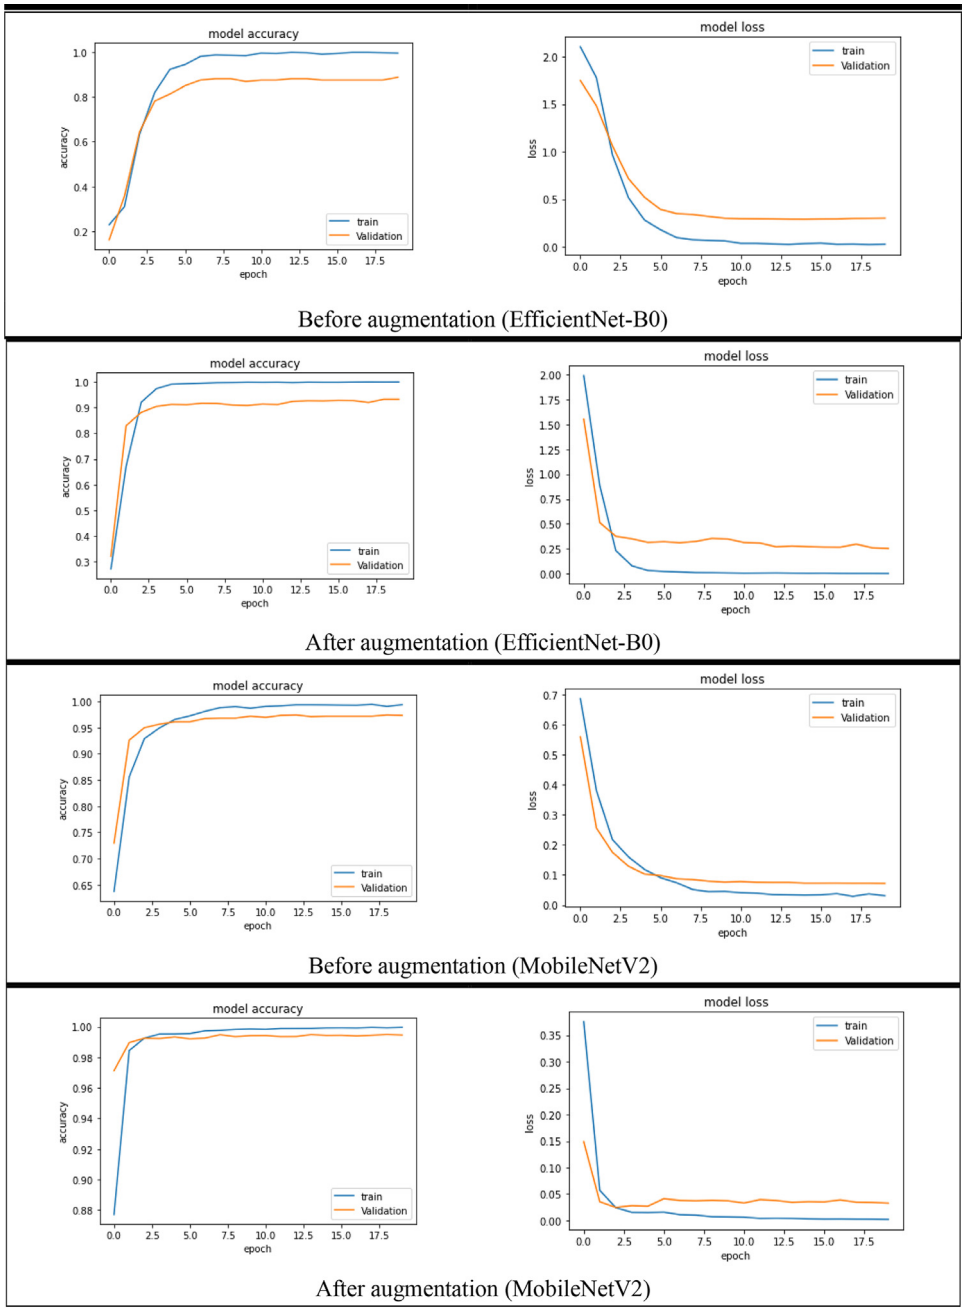 model accuracy
1.0
0.8
0.6
0.4
0.2
accuracy
0.0 2.5 5.0 7.5 10.0 12.5 15.0 17.5
epoch
train
Validation
model loss
2.0
1.5
1.0
0.5
0.0
loss
0.0 2.5 5.0 7.5 10.0 12.5 15.0 17.5
epoch
train
Validation
Before augmentation (EfficientNet-B0)
model accuracy
1.0
0.9
0.8
0.7
0.6
0.5
0.4
0.3
accuracy
0.0 2.5 5.0 7.5 10.0 12.5 15.0 17.5
epoch
train
Validation
model loss
2.00
1.75
1.50
1.25
1.00
0.75
0.50
0.25
0.00
loss
0.0 2.5 5.0 7.5 10.0 12.5 15.0 17.5
epoch
train
Validation
After augmentation (EfficientNet-B0)
model accuracy
1.00
0.95
0.90
0.85
0.80
0.75
0.70
0.65
accuracy
0.0 2.5 5.0 7.5 10.0 12.5 15.0 17.5
epoch
train
Validation
model loss
0.7
0.6
0.5
0.4
0.3
0.2
0.1
0.0
loss
0.0 2.5 5.0 7.5 10.0 12.5 15.0 17.5
epoch
train
Validation
Before augmentation (MobileNetV2)
model accuracy
1.00
0.98
0.96
0.94
0.92
0.90
0.88
accuracy
0.0 2.5 5.0 7.5 10.0 12.5 15.0 17.5
epoch
train
Validation
model loss
0.35
0.30
0.25
0.20
0.15
0.10
0.05
0.00
loss
0.0 2.5 5.0 7.5 10.0 12.5 15.0 17.5
epoch
train
Validation
After augmentation (MobileNetV2)